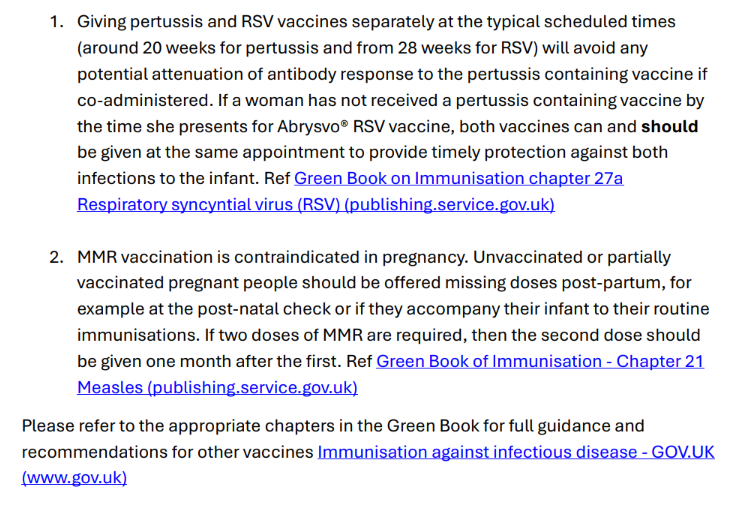 1. Giving pertussis and RSV vaccines separately at the typical scheduled times
(around 20 weeks for pertussis and from 28 weeks for RSV) will avoid any
potential attenuation of antibody response to the pertussis containing vaccine if
co-administered. If a woman has not received a pertussis containing vaccine by
the time she presents for Abrysvo® RSV vaccine, both vaccines can and should
be given at the same appointment to provide timely protection against both
infections to the infant. Ref Green Book on Immunisation chapter 27a
Respiratory syncyntial virus (RSV) (publishing.service.gov.uk)
2. MMR vaccination is contraindicated in pregnancy. Unvaccinated or partially
vaccinated pregnant people should be offered missing doses post-partum, for
example at the post-natal check or if they accompany their infant to their routine
immunisations. If two doses of MMR are required, then the second dose should
be given one month after the first. Ref Green Book of Immunisation - Chapter 21
Measles (publishing.service.gov.uk)
Please refer to the appropriate chapters in the Green Book for full guidance and
recommendations for other vaccines Immunisation against infectious disease - GOV.UK
(www.gov.uk)